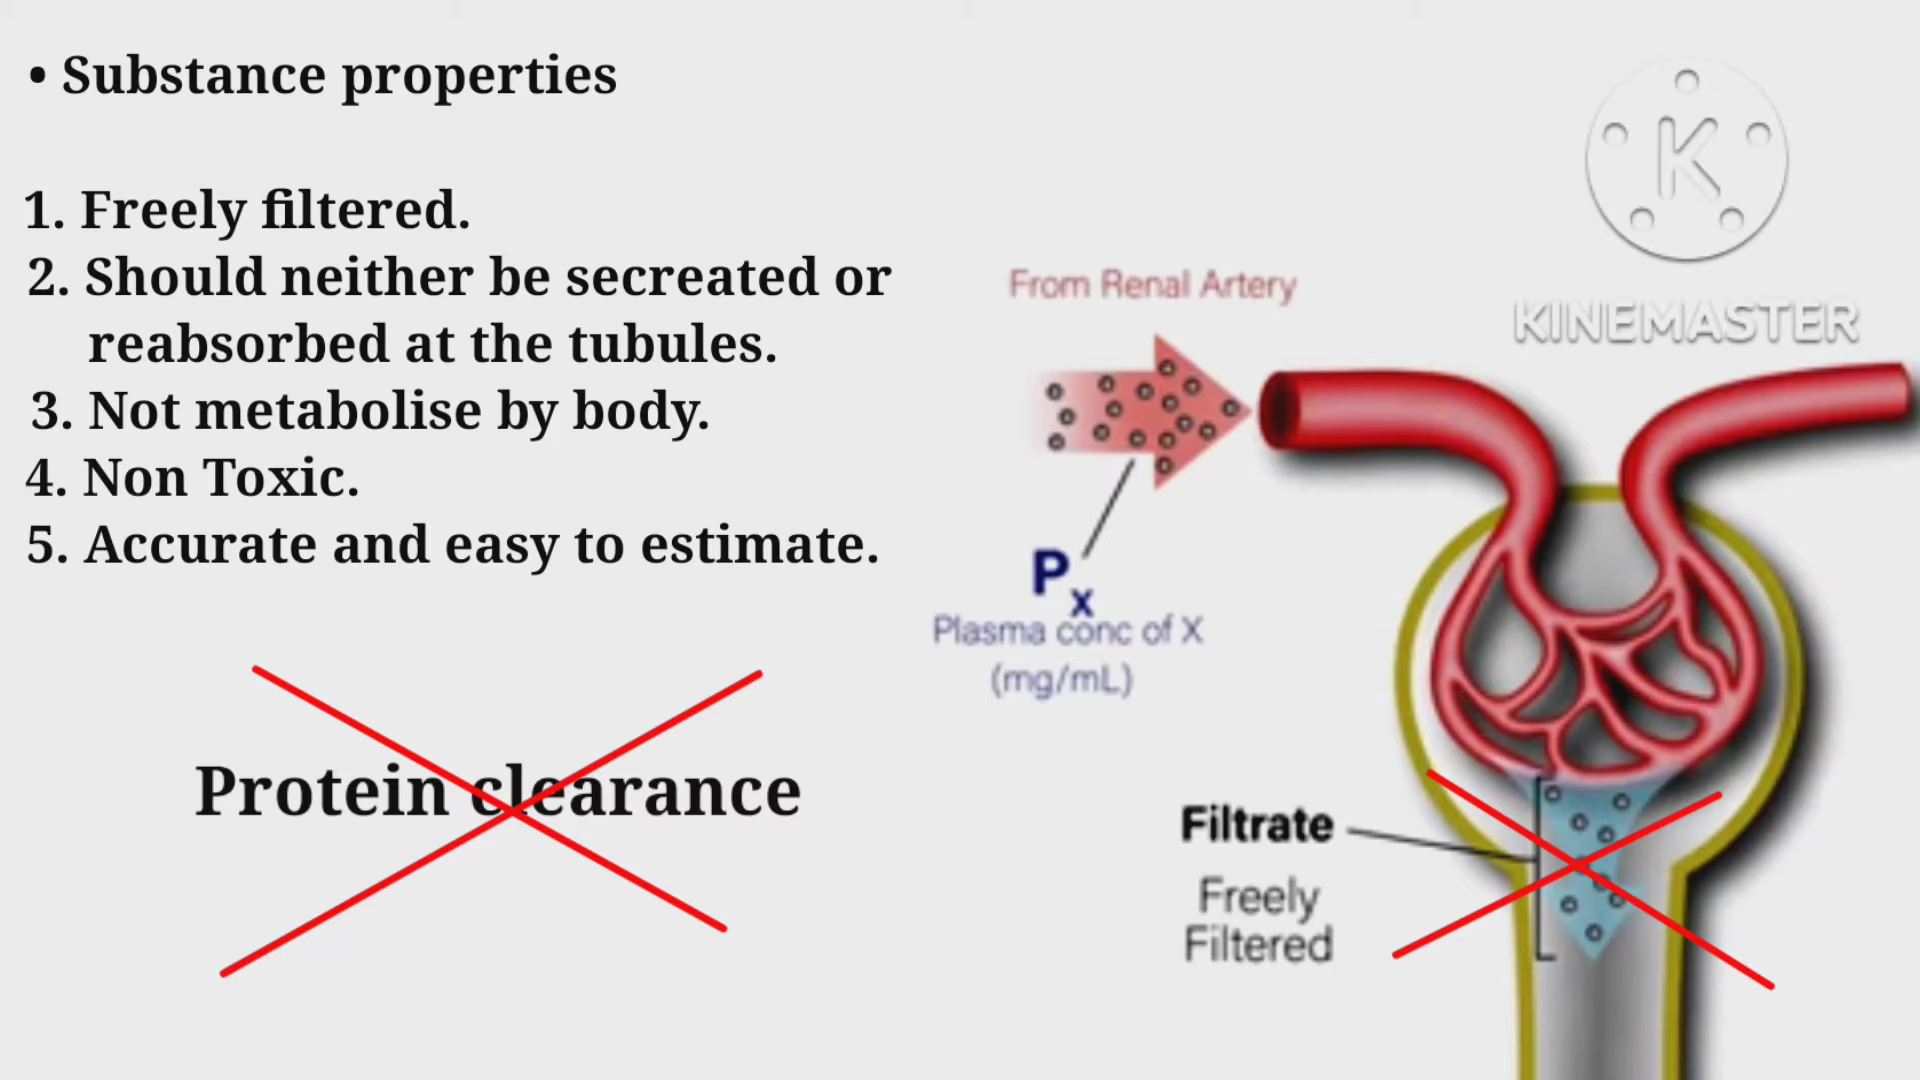 • Substance properties
1. Freely filtered.
2. Should neither be secreated or
reabsorbed at the tubules.
3. Not metabolise by body.
4. Non Toxic.
5. Accurate and easy to estimate.
Protein clearance
K
KINEMASTER
From Renal Artery
Px
Plasma conc of X
(mg/mL)
Filtrate
Freely
Filtered